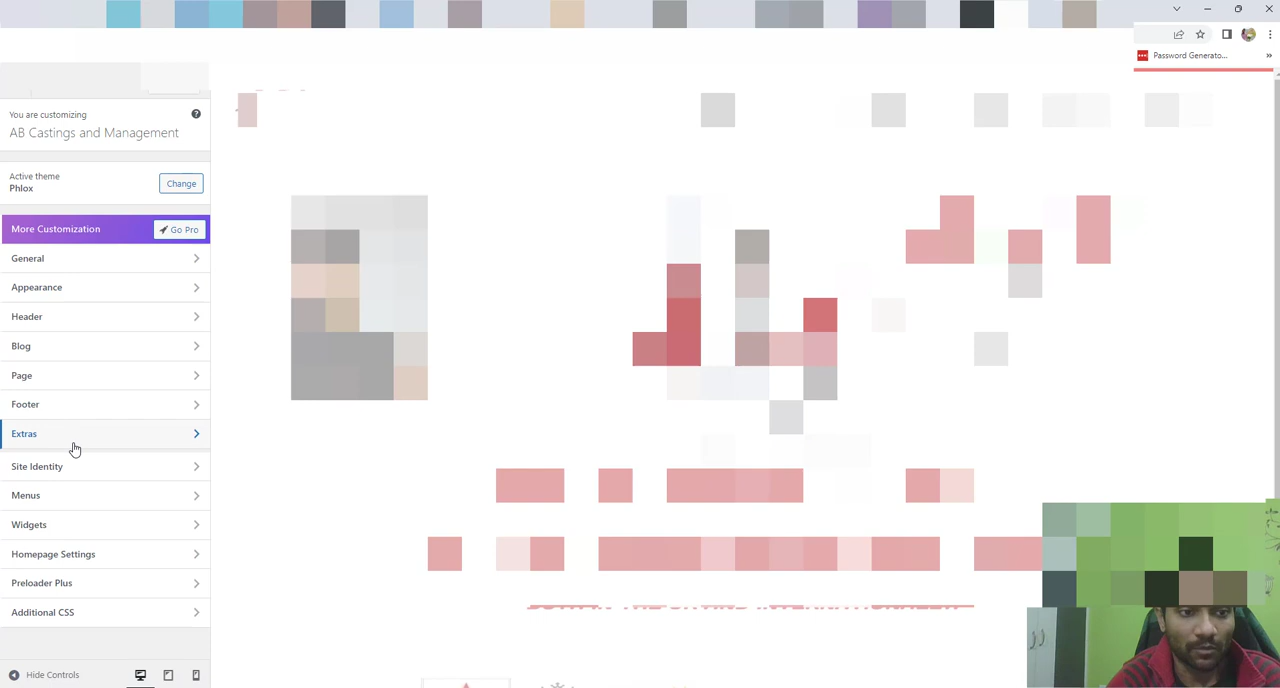 Password Generato...
»
You are customizing
AB Castings and Management
Active theme
Phlox
Change
More Customization
Go Pro
General
Appearance
Header
Blog
Page
Footer
Extras
Site Identity
Menus
Widgets
Homepage Settings
Preloader Plus
Additional CSS
Hide Controls